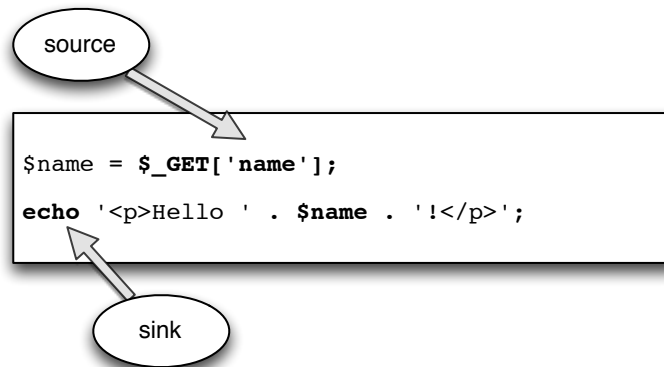 source
$name = $_GET['name'];
echo '<p>Hello ' . $name . '!</p>';
sink